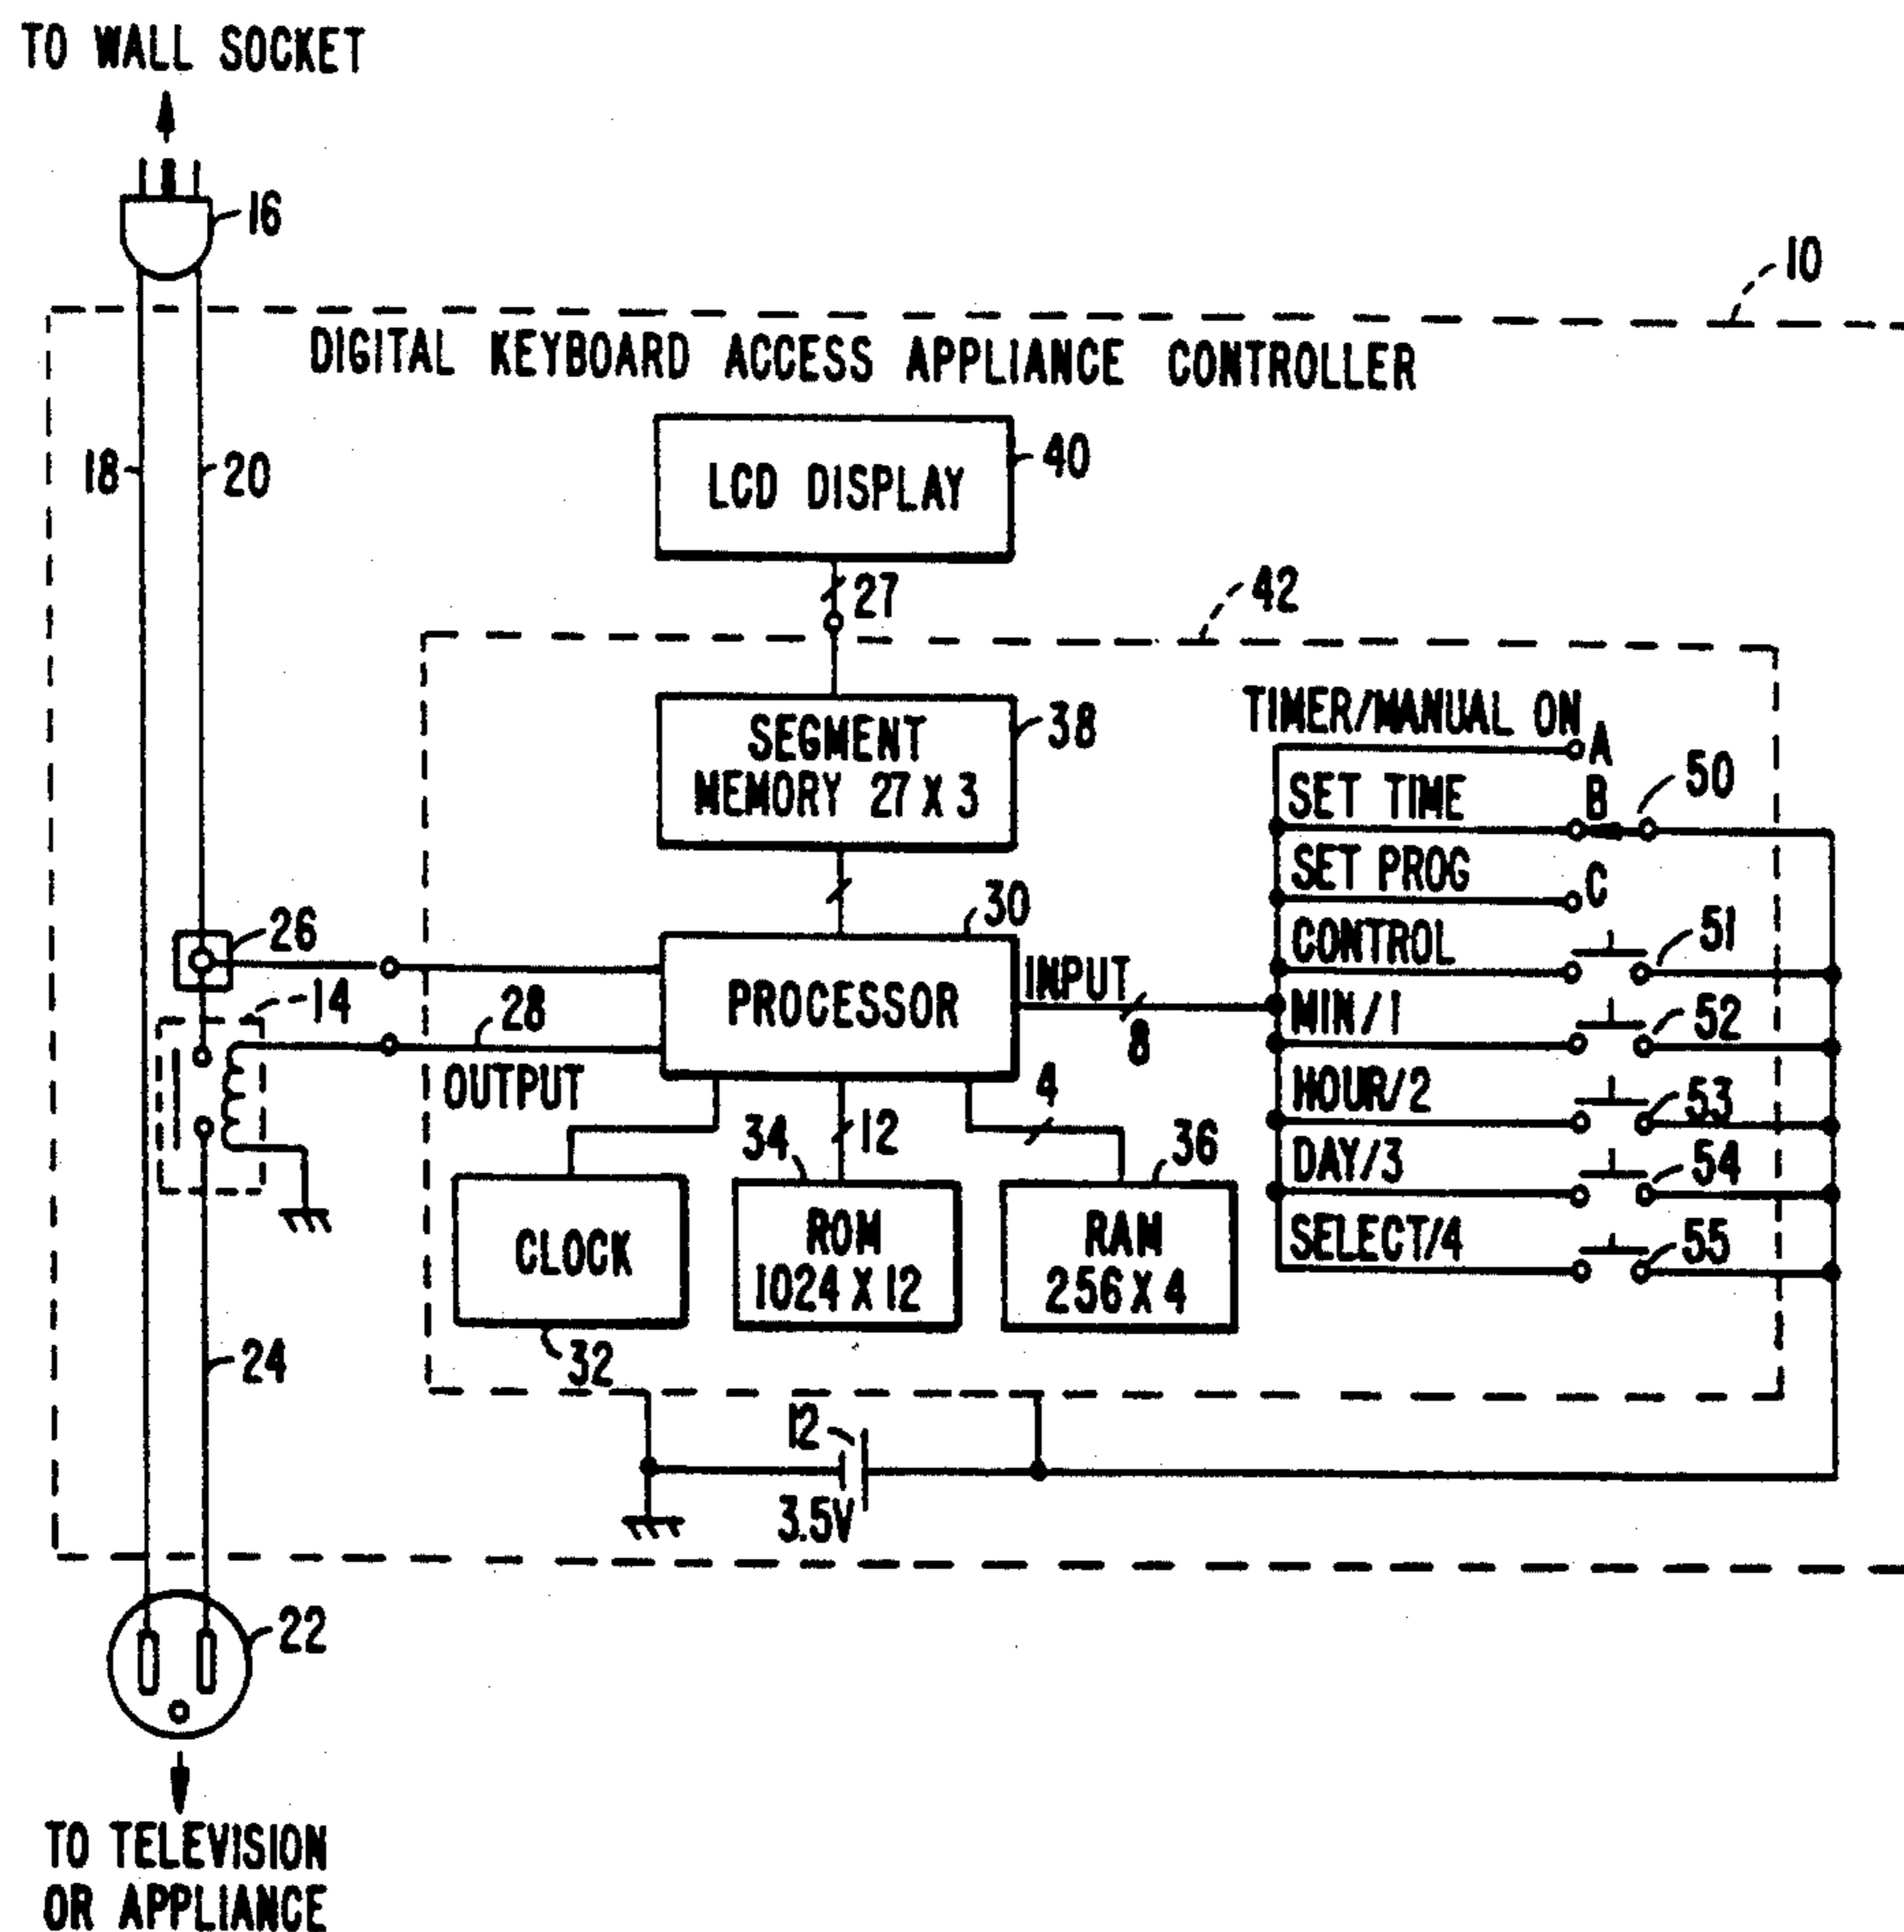 TO WALL SOCKET
16
10
DIGITAL KEYBOARD ACCESS APPLIANCE CONTROLLER
18
20
LCD DISPLAY
40
27
42
SEGMENT
MEMORY 27 X 3
38
TIMER/MANUAL ON
A
SET TIME
B
50
SET PROG
C
30
26
CONTROL
51
14
28
PROCESSOR
INPUT
8
MIN/1
52
OUTPUT
HOUR/2
53
34
12
4
36
DAY/3
54
CLOCK
ROM
1024 X 12
RAM
256 X 4
SELECT/4
55
32
24
12
3.5V
22
TO TELEVISION
OR APPLIANCE